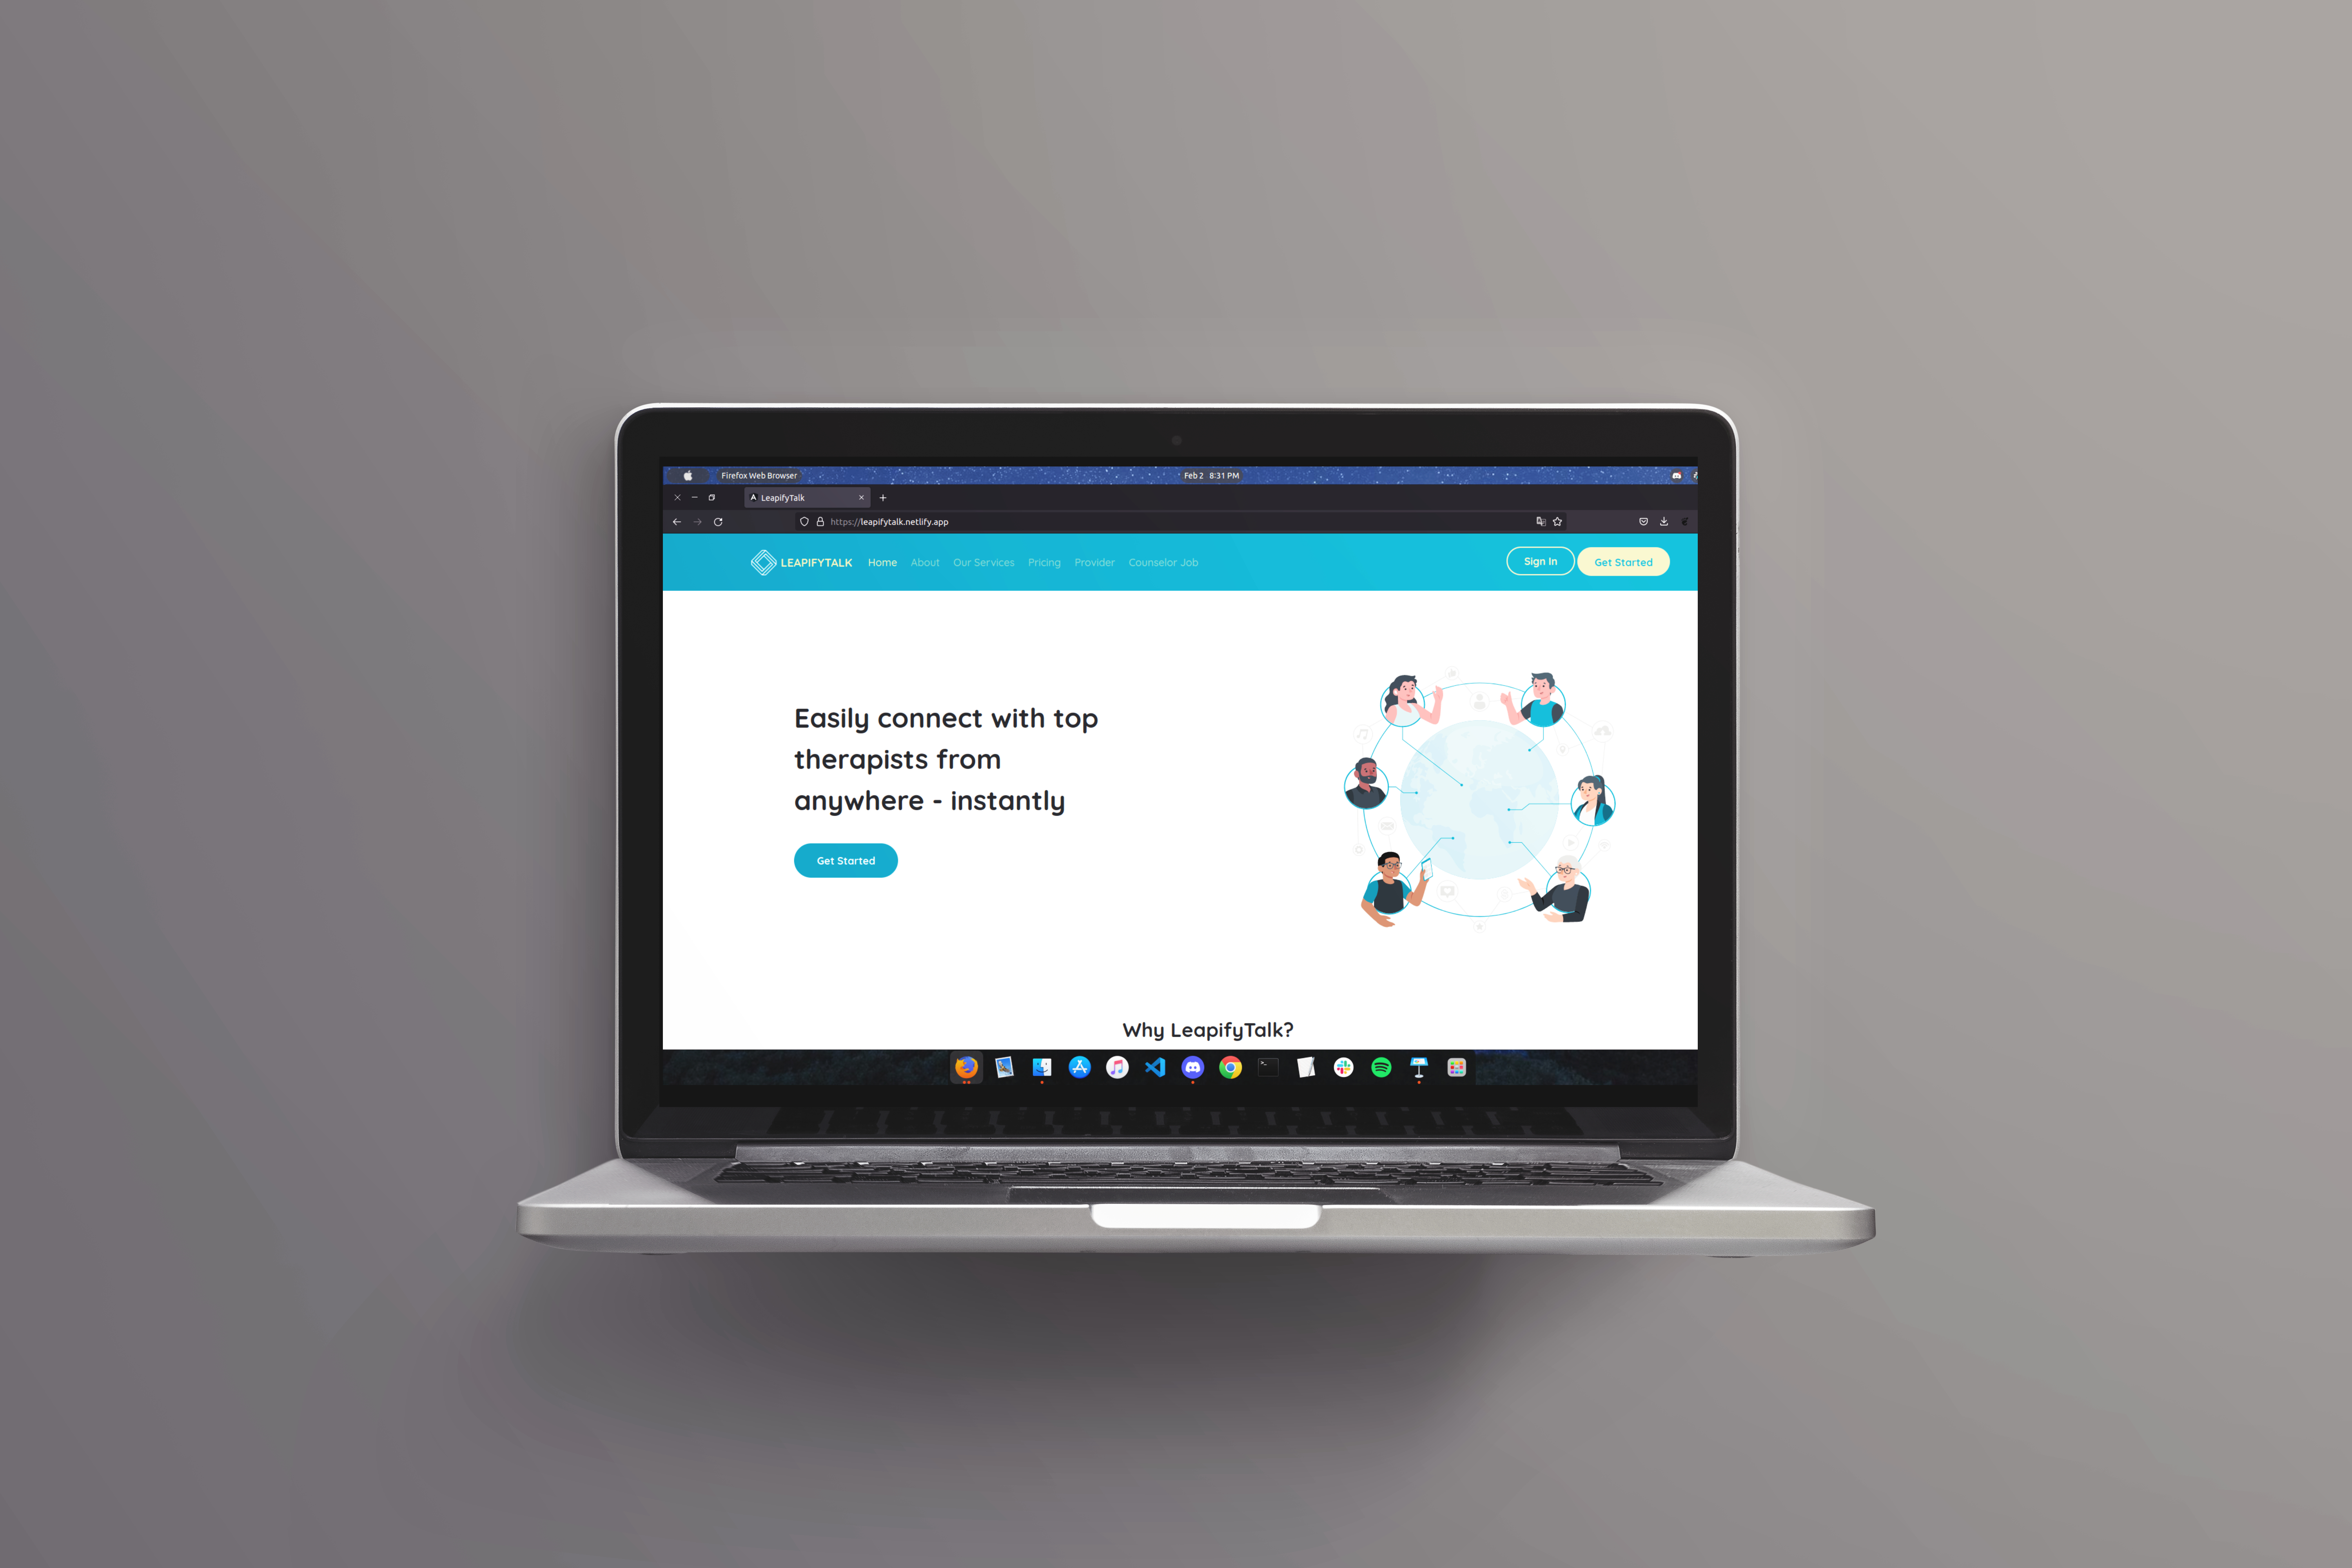 Firefox Web Browser
Feb 2 8:31 PM
LeapifyTalk
https://leapifytalk.netlify.app
LEAPIFYTALK Home About Our Services Pricing Provider Counselor Job Sign In Get Started
Easily connect with top
therapists from
anywhere - instantly
Get Started
Why LeapifyTalk?